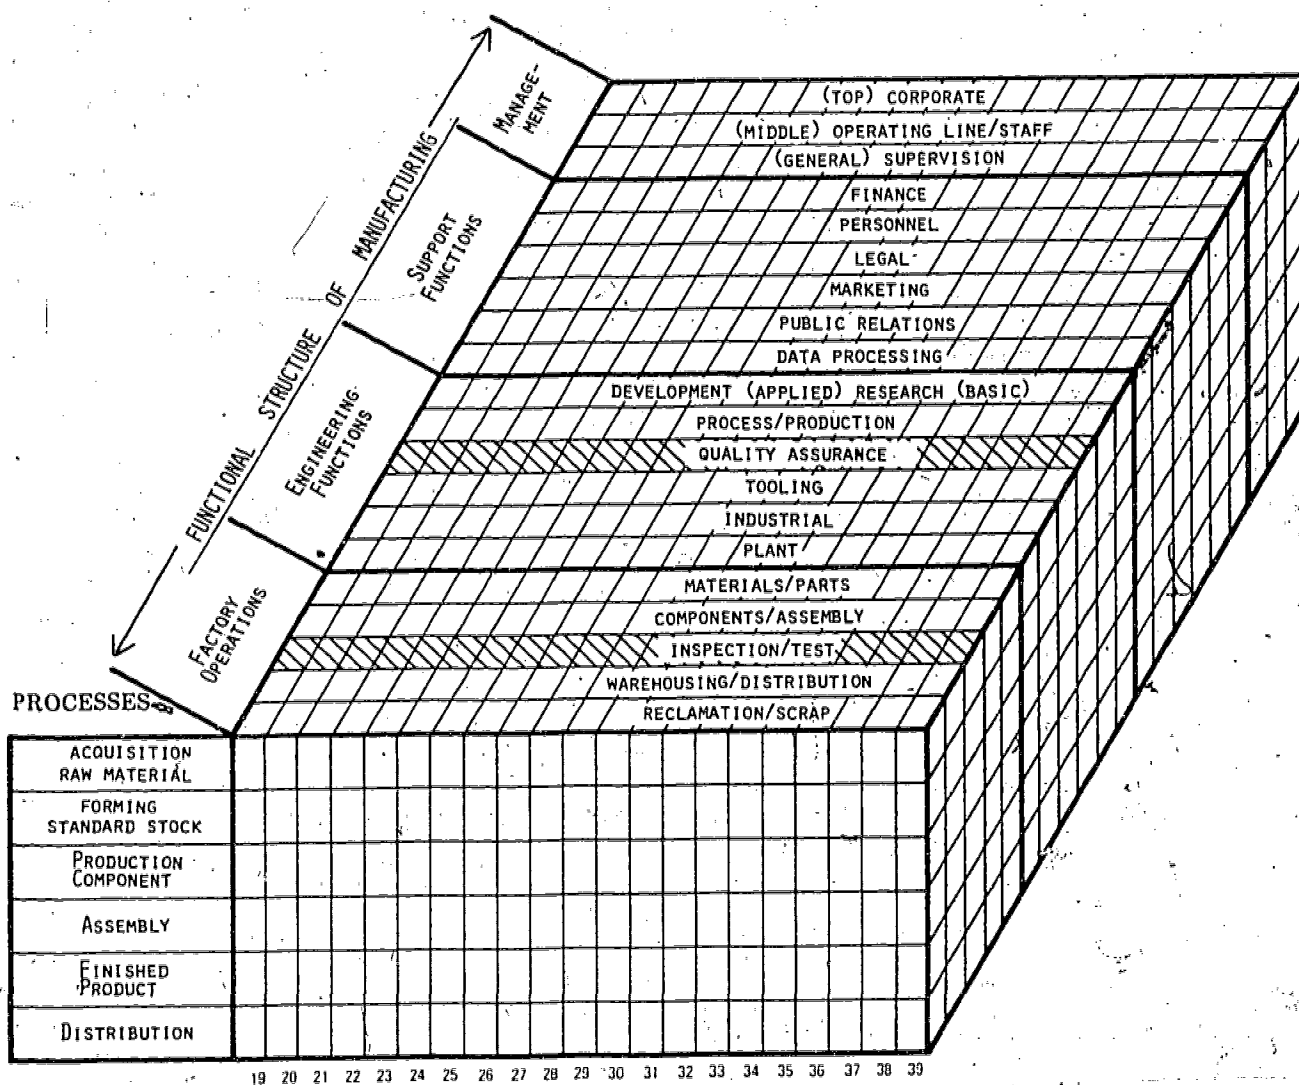 FUNCTIONAL STRUCTURE OF MANUFACTURING
MANAGE-
MENT
(TOP) CORPORATE
(MIDDLE) OPERATING LINE/STAFF
(GENERAL) SUPERVISION
SUPPORT
FUNCTIONS
FINANCE
PERSONNEL
LEGAL
MARKETING
PUBLIC RELATIONS
DATA PROCESSING
ENGINEERING
FUNCTIONS
DEVELOPMENT (APPLIED) RESEARCH (BASIC)
PROCESS/PRODUCTION
QUALITY ASSURANCE
TOOLING
INDUSTRIAL
PLANT
FACTORY
OPERATIONS
MATERIALS/PARTS
COMPONENTS/ASSEMBLY
INSPECTION/TEST
WAREHOUSING/DISTRIBUTION
RECLAMATION/SCRAP
PROCESSES
ACQUISITION
RAW MATERIAL
FORMING
STANDARD STOCK
PRODUCTION
COMPONENT
ASSEMBLY
FINISHED
PRODUCT
DISTRIBUTION
19 20 21 22 23 24 25 26 27 28 29 30 31 32 33 34 35 36 37 38 39